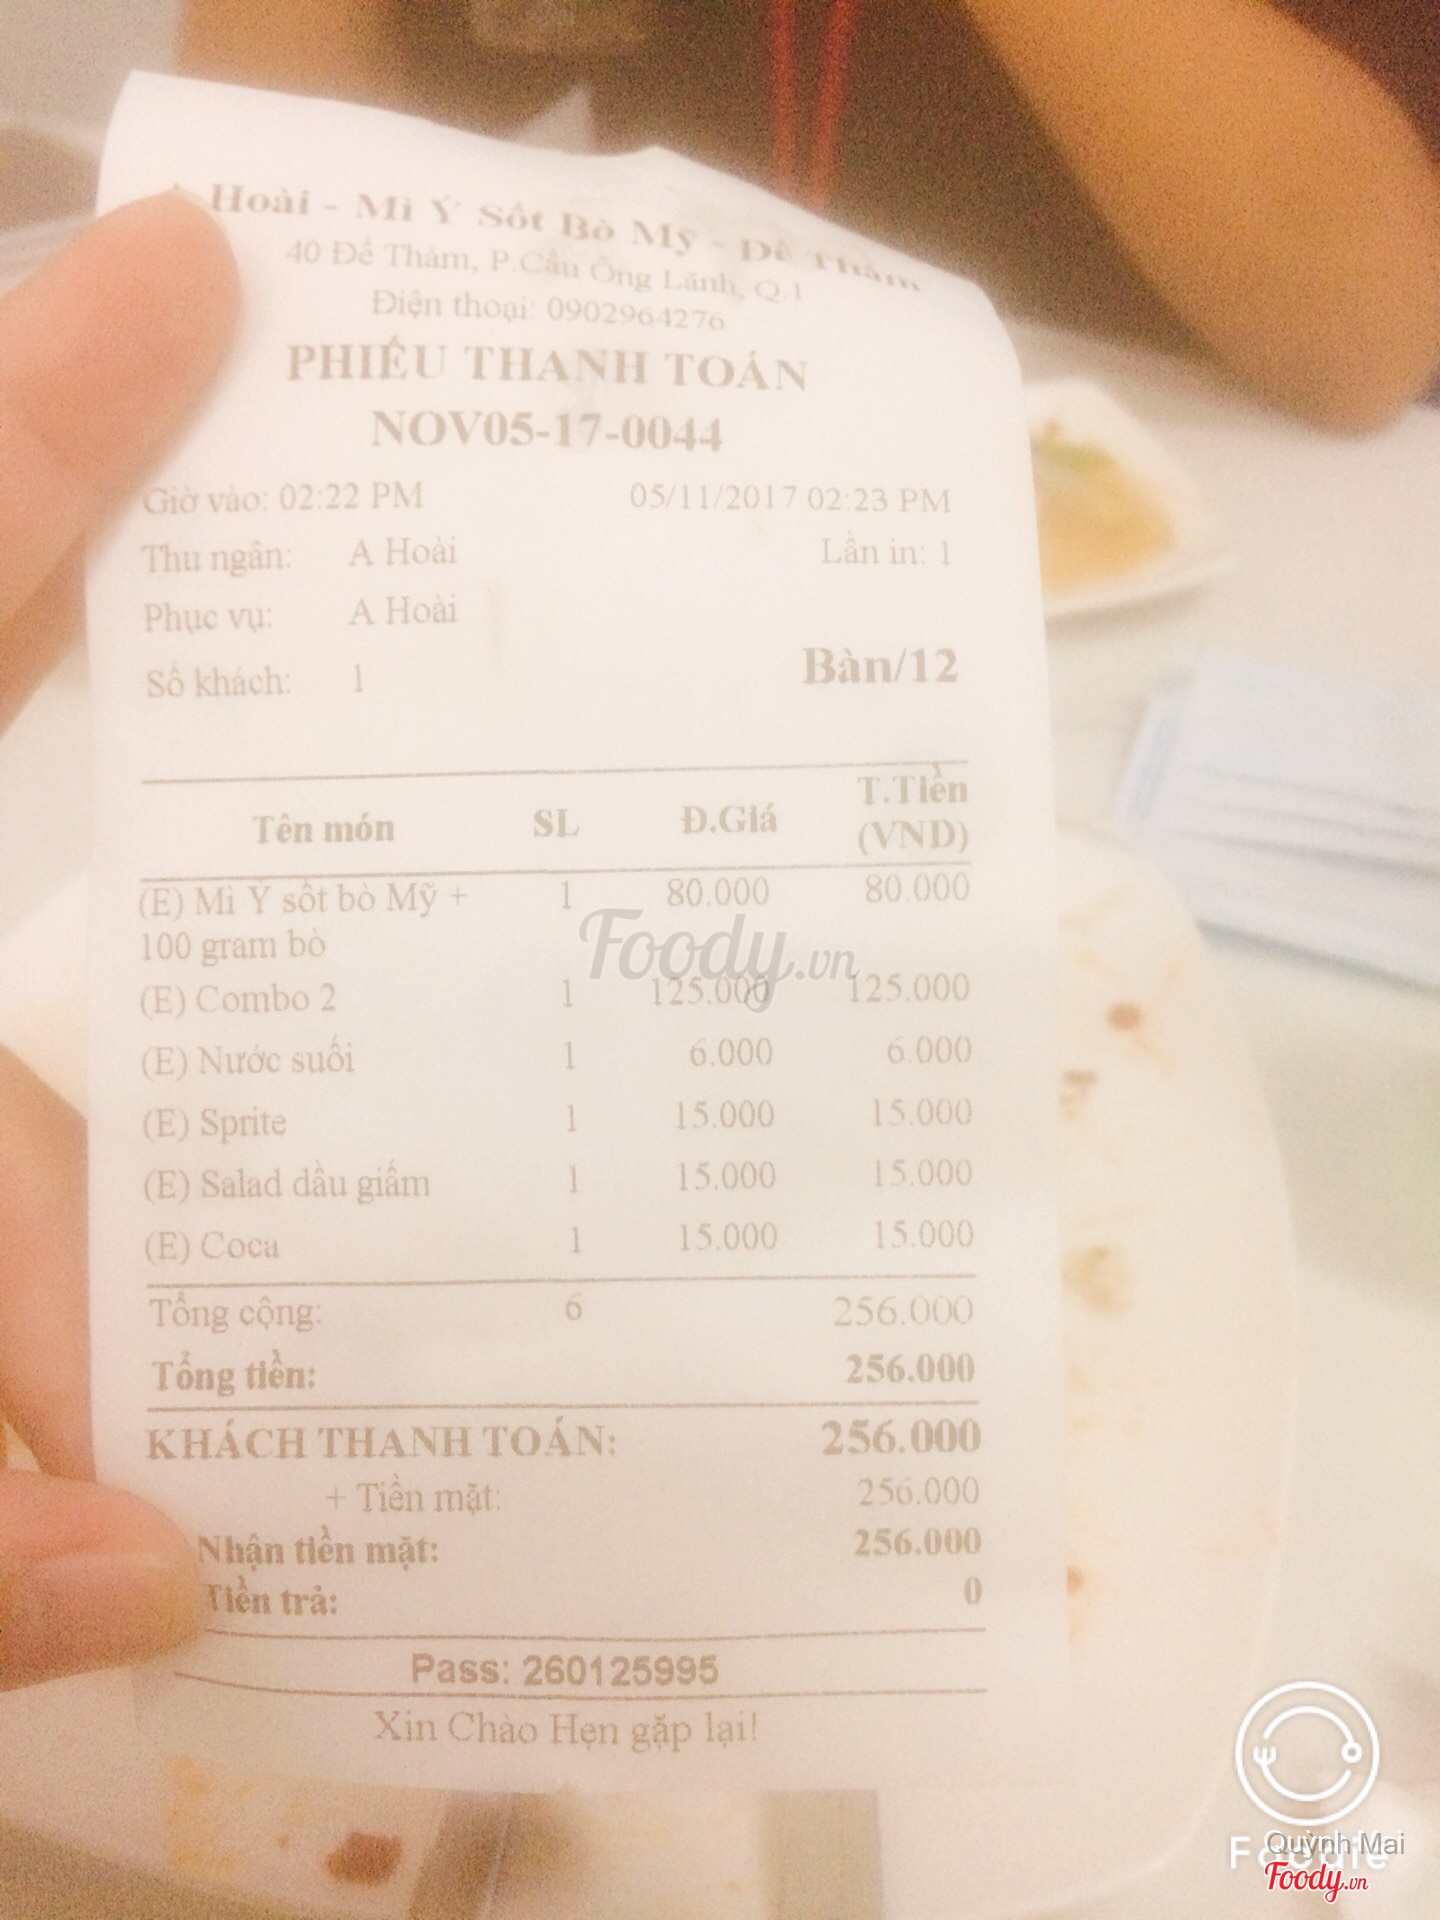 A Hoài - Mì Ý Sốt Bò Mỹ - Đề Thám
40 Đề Thám, P.Cầu Ông Lãnh, Q.1
Điện thoại: 0902964276
PHIẾU THANH TOÁN
NOV05-17-0044
Giờ vào: 02:22 PM 05/11/2017 02:23 PM
Thu ngân: A Hoài Lần in: 1
Phục vụ: A Hoài
Số khách: 1 Bàn/12
Tên món SL Đ.Giá T.Tiền (VND)
(E) Mì Ý sốt bò Mỹ + 1 80.000 80.000
100 gram bò
(E) Combo 2 1 125.000 125.000
(E) Nước suối 1 6.000 6.000
(E) Sprite 1 15.000 15.000
(E) Salad dầu giấm 1 15.000 15.000
(E) Coca 1 15.000 15.000
Tổng cộng: 6 256.000
Tổng tiền: 256.000
KHÁCH THANH TOÁN: 256.000
+ Tiền mặt: 256.000
Nhận tiền mặt: 256.000
Tiền trả: 0
Pass: 260125995
Xin Chào Hẹn gặp lại!
Foody.vn
Quỳnh Mai
Foody.vn